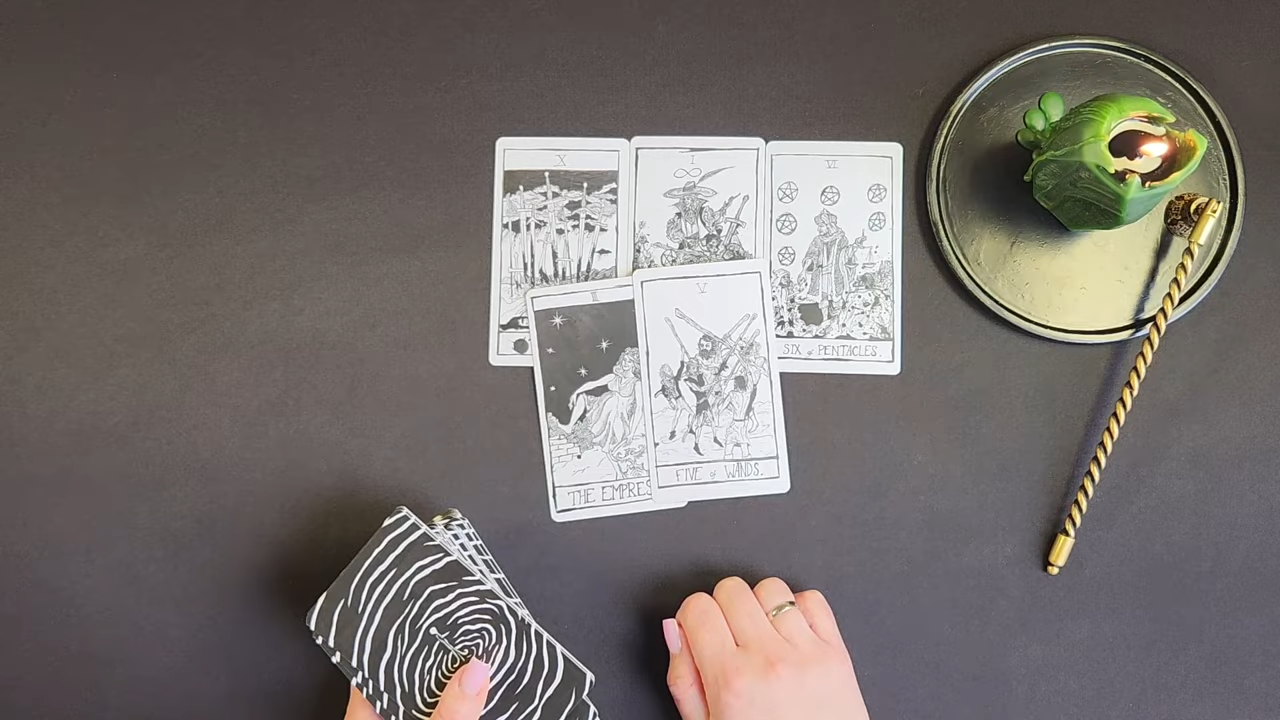 X
I
VI
SIX of PENTACLES.
V
THE EMPRES
FIVE of WANDS.